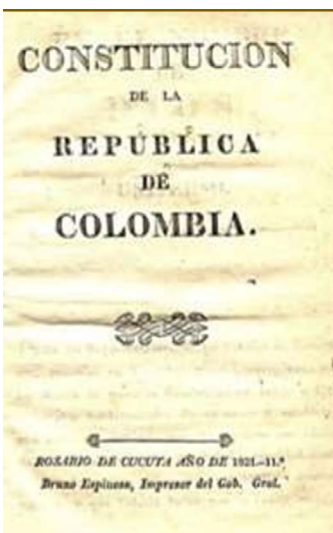 CONSTITUCION
DE LA
REPÚBLICA
DE
COLOMBIA.
ROSARIO DE CUCUTA AÑO DE 1821.–11.º
Bruno Espinosa, Impresor del Gob. Gral.